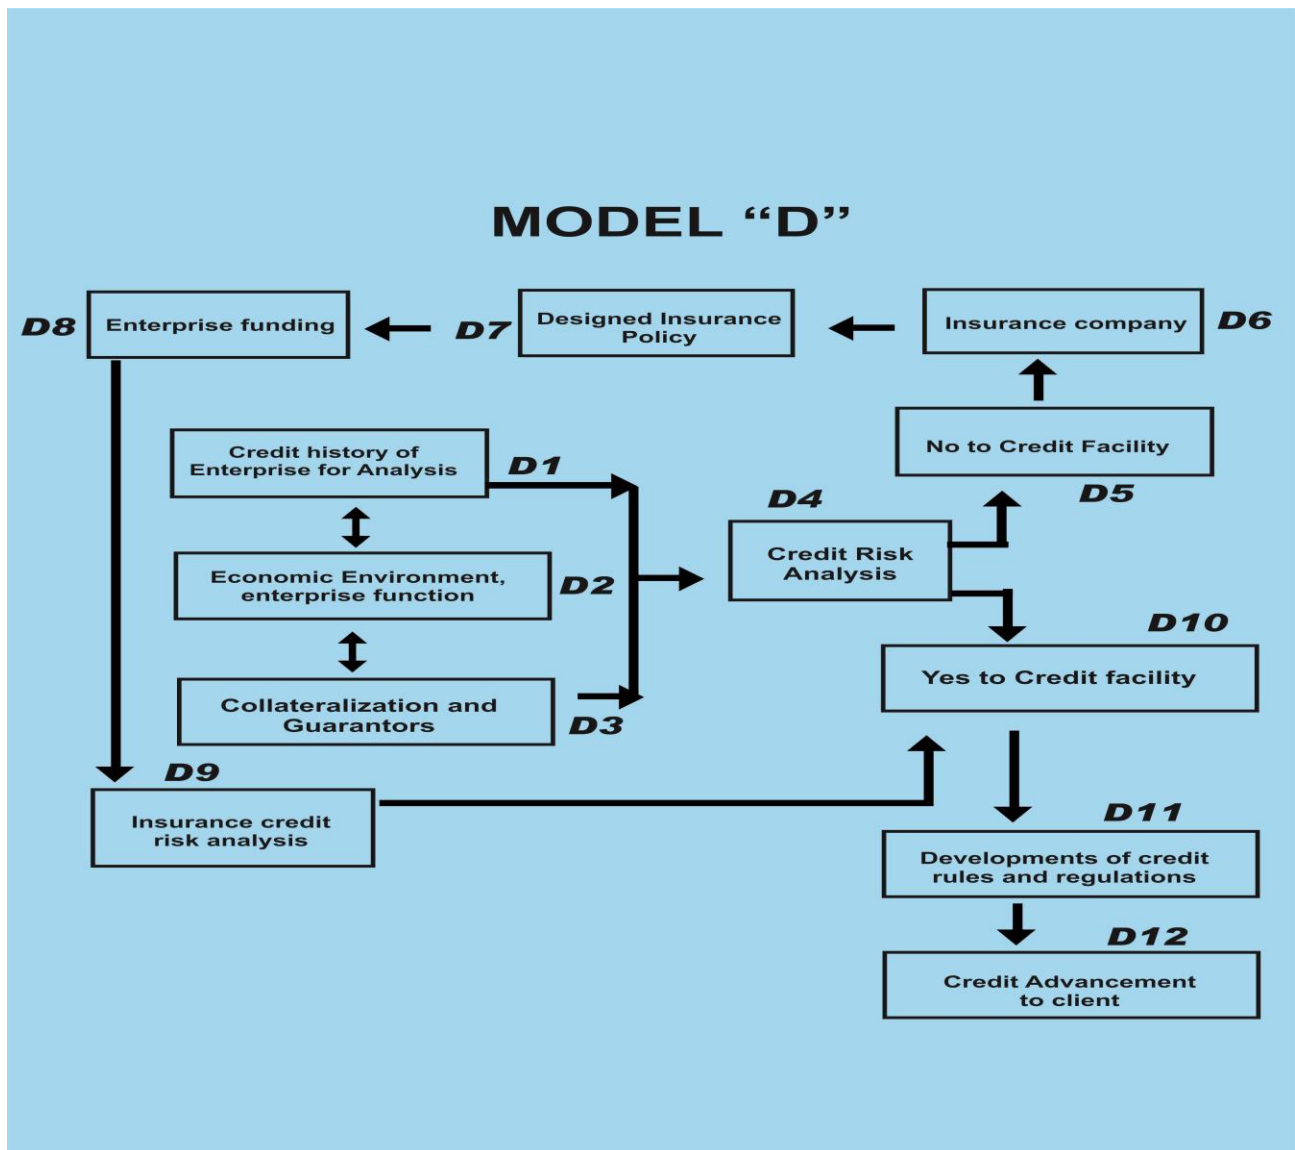 MODEL “D”
D8
Enterprise funding
D7
Designed Insurance
Policy
Insurance company
D6
Credit history of
Enterprise for Analysis
D1
No to Credit Facility
D5
D4
Credit Risk
Analysis
Economic Environment,
enterprise function
D2
D10
Yes to Credit facility
Collateralization and
Guarantors
D3
D9
Insurance credit
risk analysis
D11
Developments of credit
rules and regulations
D12
Credit Advancement
to client